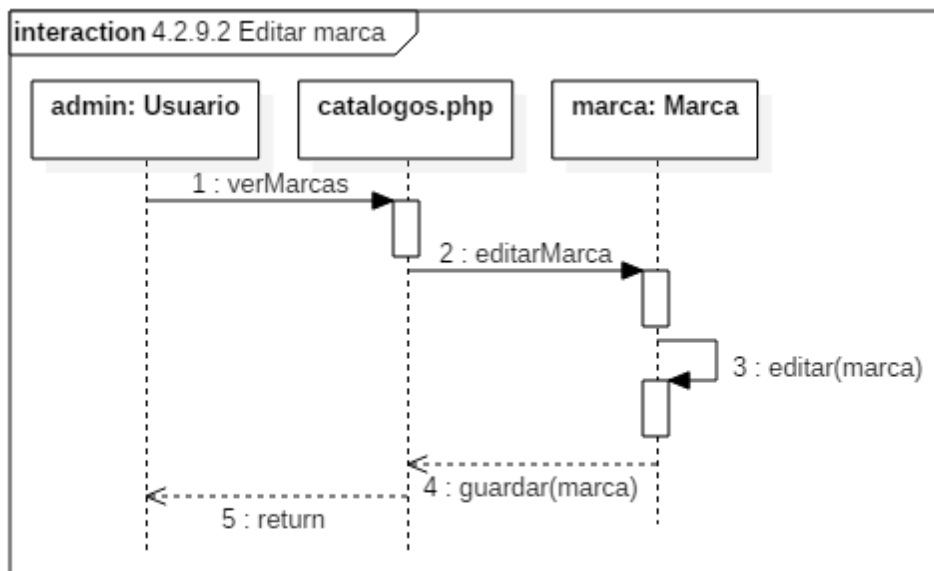 interaction 4.2.9.2 Editar marca
admin: Usuario
catalogos.php
marca: Marca
1 : verMarcas
2 : editarMarca
3 : editar(marca)
4 : guardar(marca)
5 : return